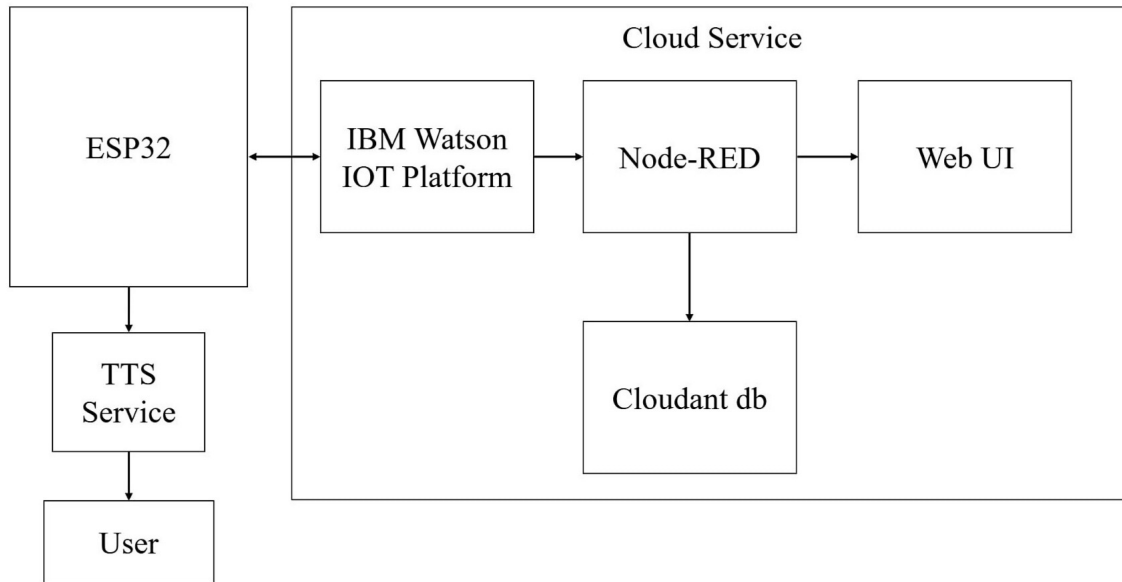 Cloud Service
ESP32
IBM Watson
IOT Platform
Node-RED
Web UI
TTS
Service
Cloudant db
User